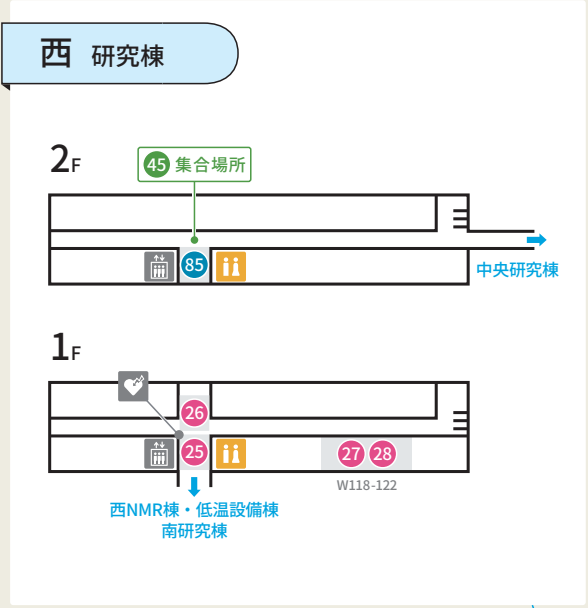 西 研究棟
2F
45 集合場所
85
中央研究棟
1F
26
25
27 28
W118-122
西NMR棟・低温設備棟
南研究棟